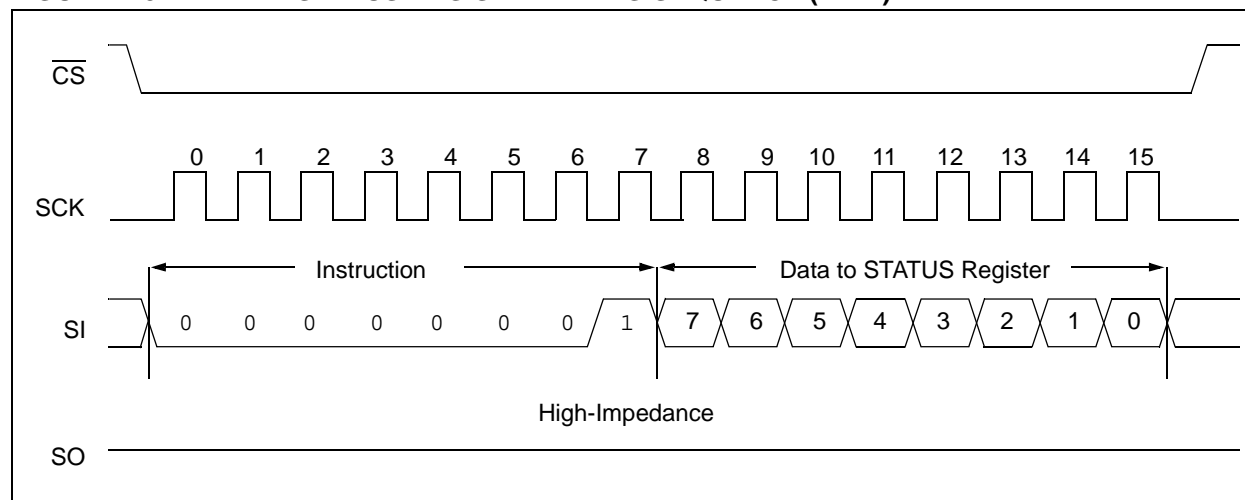 CS
0 1 2 3 4 5 6 7 8 9 10 11 12 13 14 15
SCK
Instruction Data to STATUS Register
SI 0 0 0 0 0 0 0 1 7 6 5 4 3 2 1 0
High-Impedance
SO